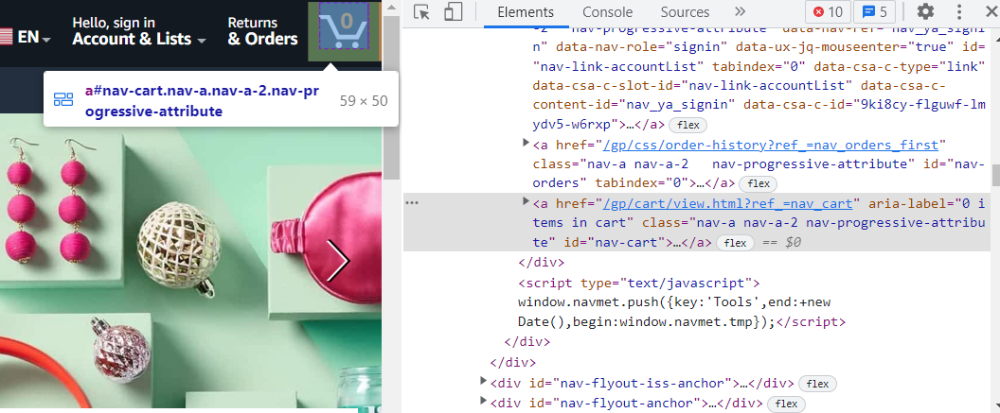 Hello, sign in
EN
Account & Lists
Returns
& Orders
0
a#nav-cart.nav-a.nav-a-2.nav-pr
ogressive-attribute
59 × 50
Elements
Console
Sources
»
10
5
-2   nav-progressive-attribute" data-nav-ref="nav_ya_signi
n" data-nav-role="signin" data-ux-jq-mouseenter="true" id=
"nav-link-accountList" tabindex="0" data-csa-c-type="link"
data-csa-c-slot-id="nav-link-accountList" data-csa-c-
content-id="nav_ya_signin" data-csa-c-id="9ki8cy-flguwf-lm
ydv5-w6rxp">…</a> flex
<a href="/gp/css/order-history?ref_=nav_orders_first"
class="nav-a nav-a-2   nav-progressive-attribute" id="nav-
orders" tabindex="0">…</a> flex
<a href="/gp/cart/view.html?ref_=nav_cart" aria-label="0 i
tems in cart" class="nav-a nav-a-2 nav-progressive-attribu
te" id="nav-cart">…</a> flex == $0
</div>
<script type="text/javascript">
window.navmet.push({key:'Tools',end:+new
Date(),begin:window.navmet.tmp});</script>
</div>
</div>
<div id="nav-flyout-iss-anchor">…</div> flex
<div id="nav-flyout-anchor">…</div> flex